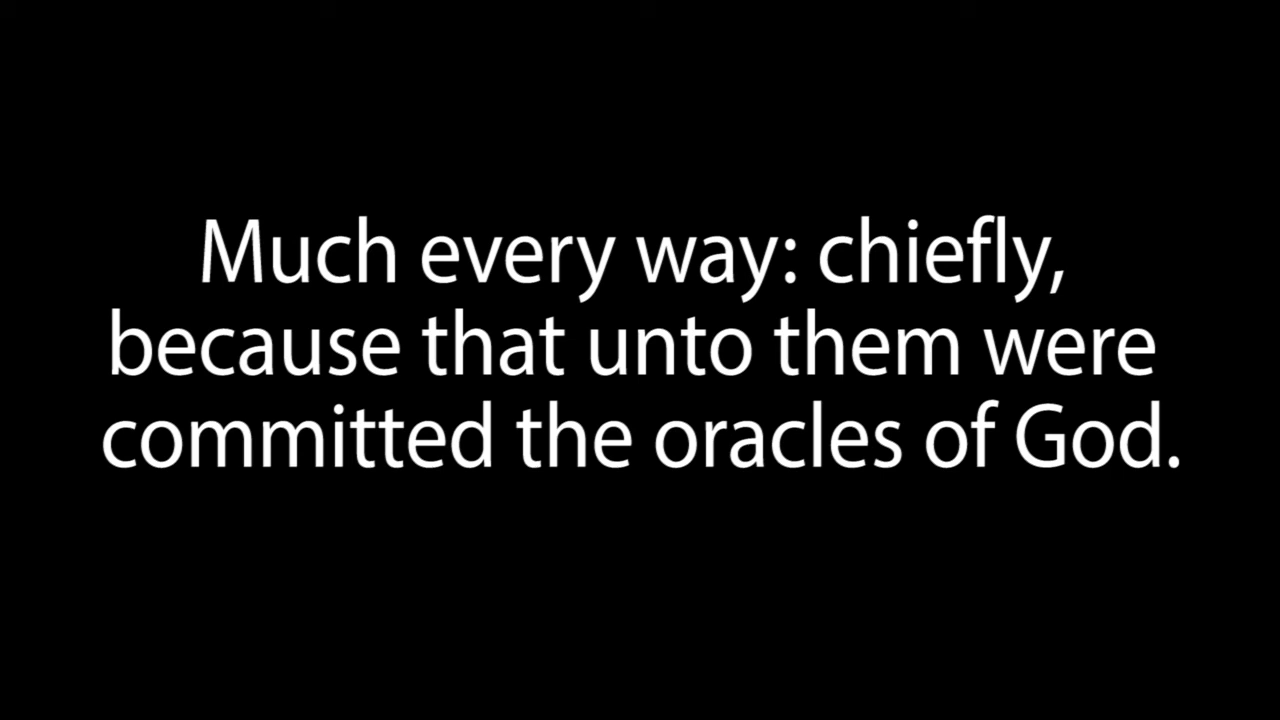 Much every way: chiefly,
because that unto them were
committed the oracles of God.